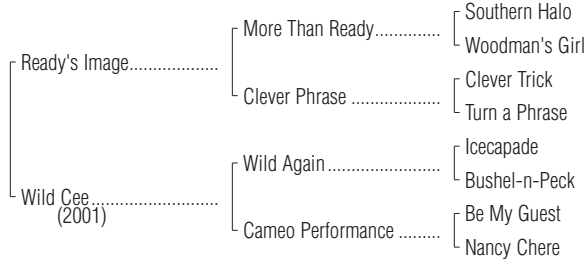 Southern Halo
More Than Ready...............
Woodman's Girl
Ready's Image....................
Clever Trick
Clever Phrase ....................
Turn a Phrase
Icecapade
Wild Again.........................
Bushel-n-Peck
Wild Cee............................
(2001)
Be My Guest
Cameo Performance .........
Nancy Chere